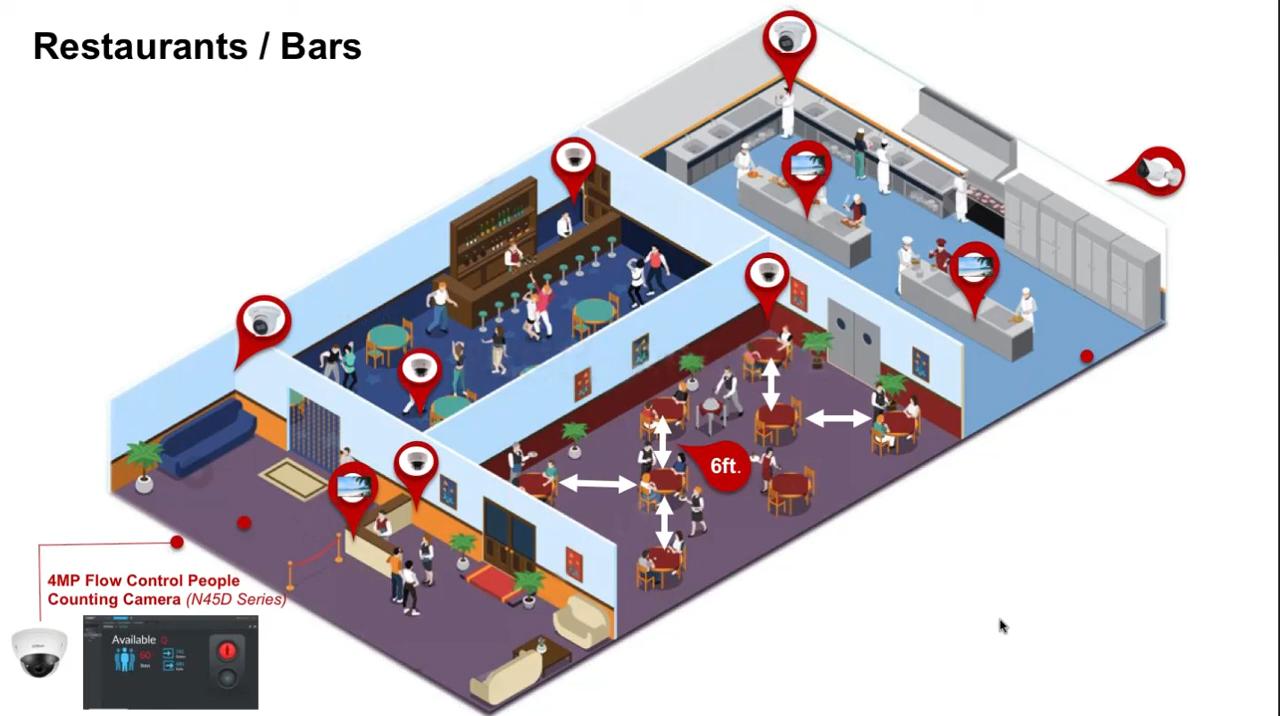 Restaurants / Bars
6ft.
4MP Flow Control People
Counting Camera (N45D Series)
Available